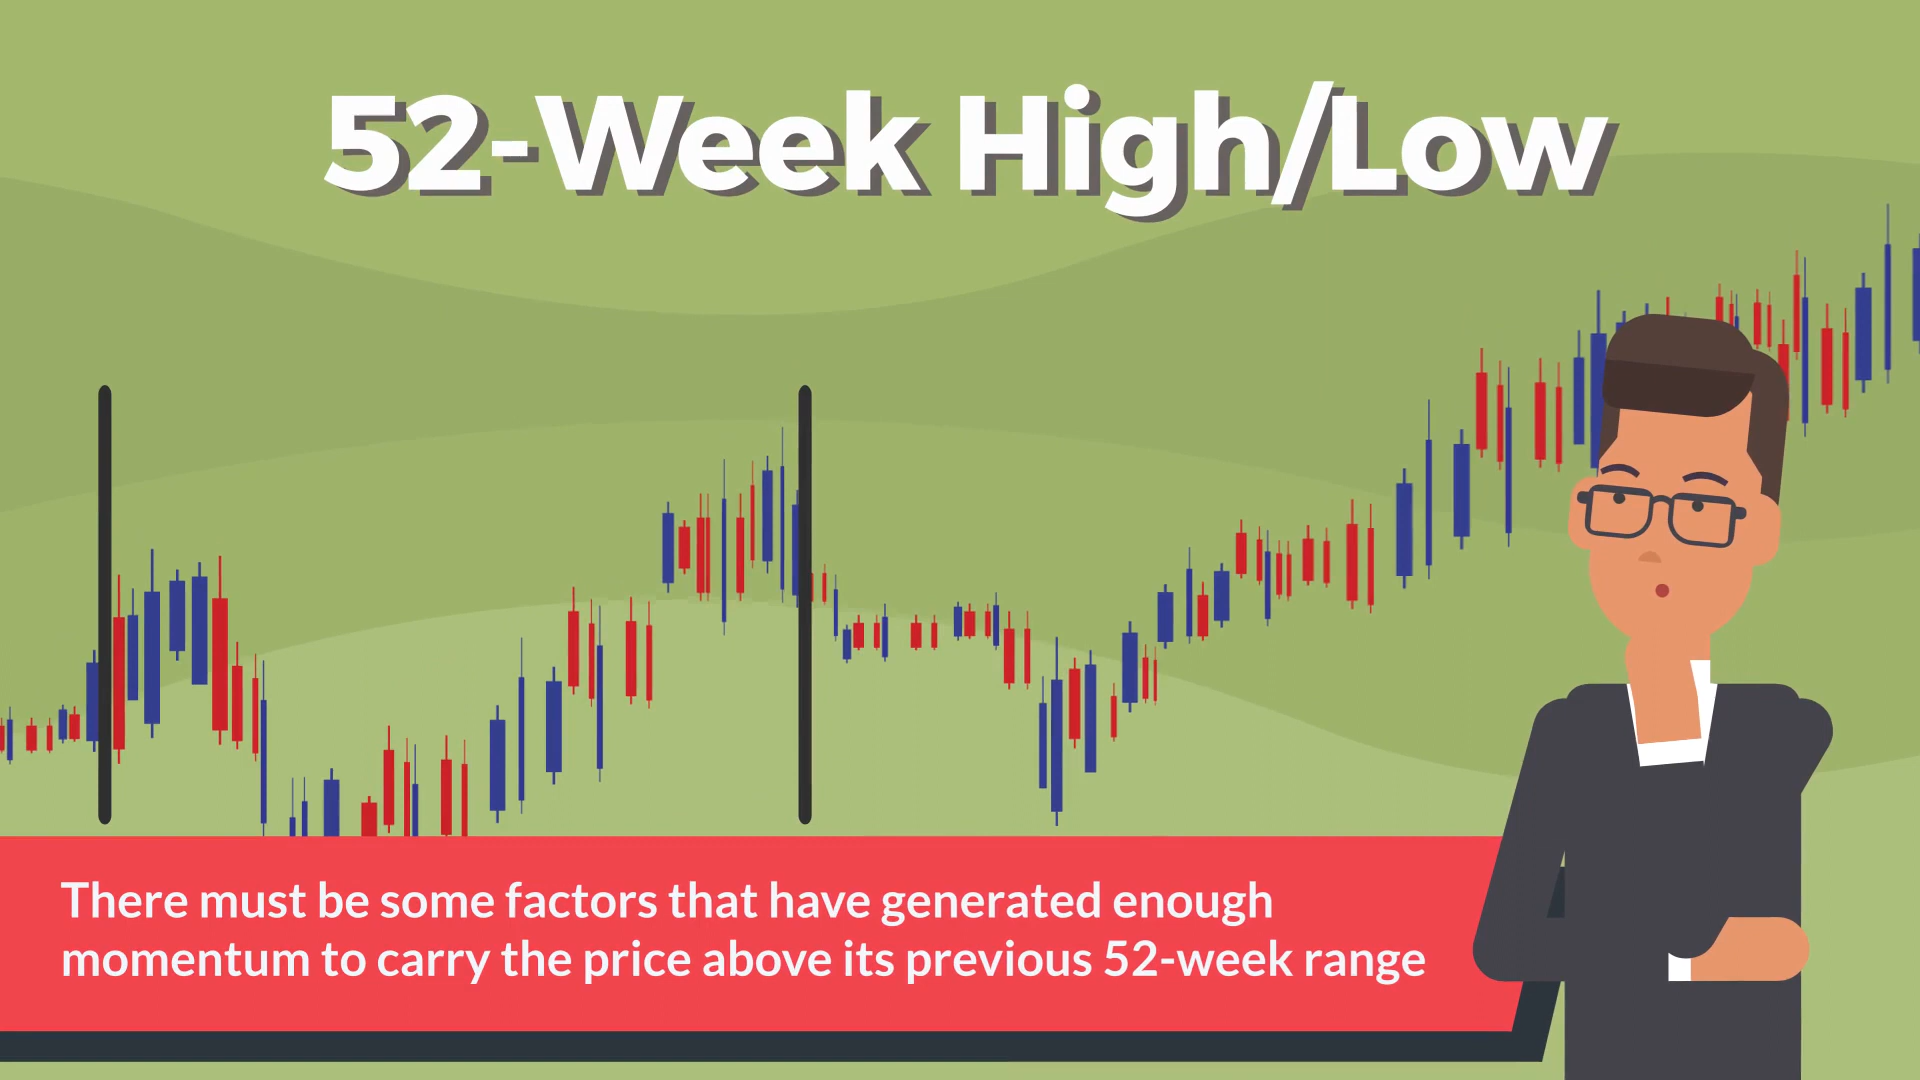 52-Week High/Low
There must be some factors that have generated enough
momentum to carry the price above its previous 52-week range